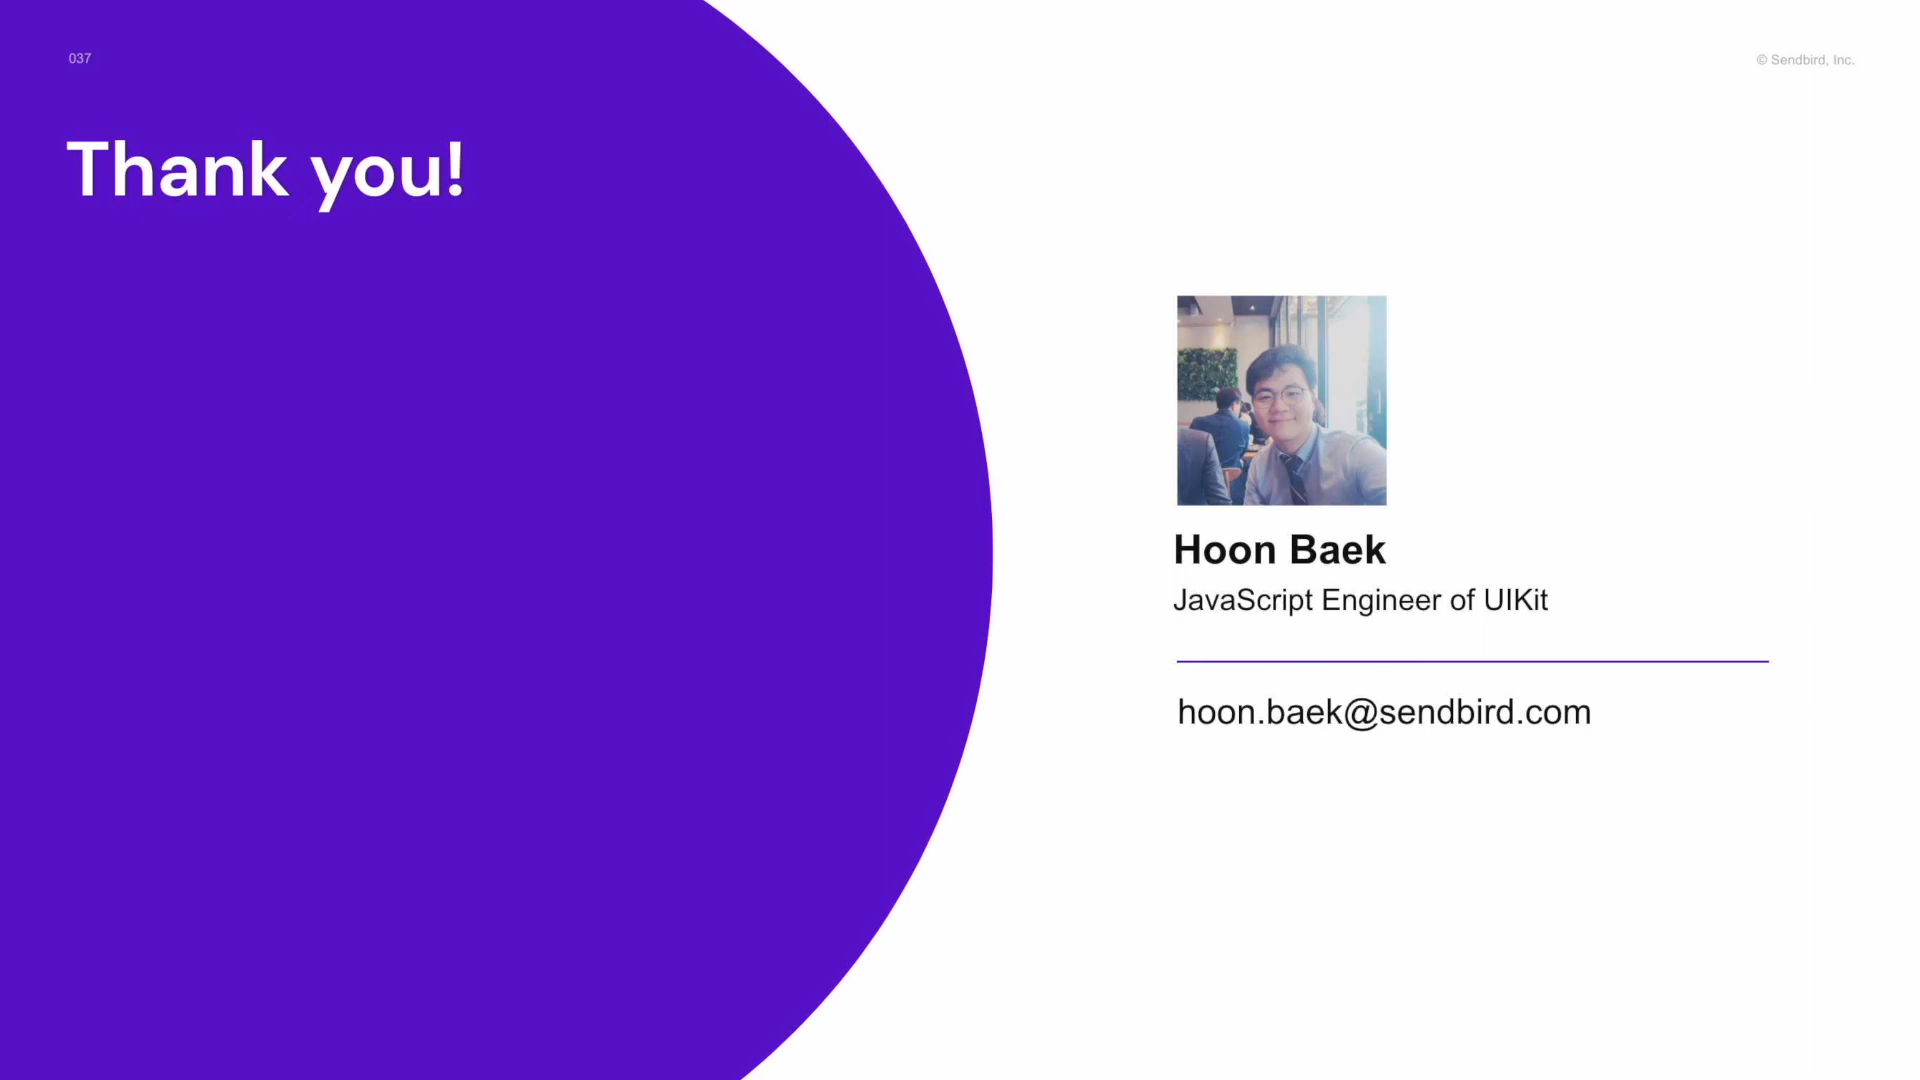 037
© Sendbird, Inc.
Thank you!
Hoon Baek
JavaScript Engineer of UIKit
hoon.baek@sendbird.com